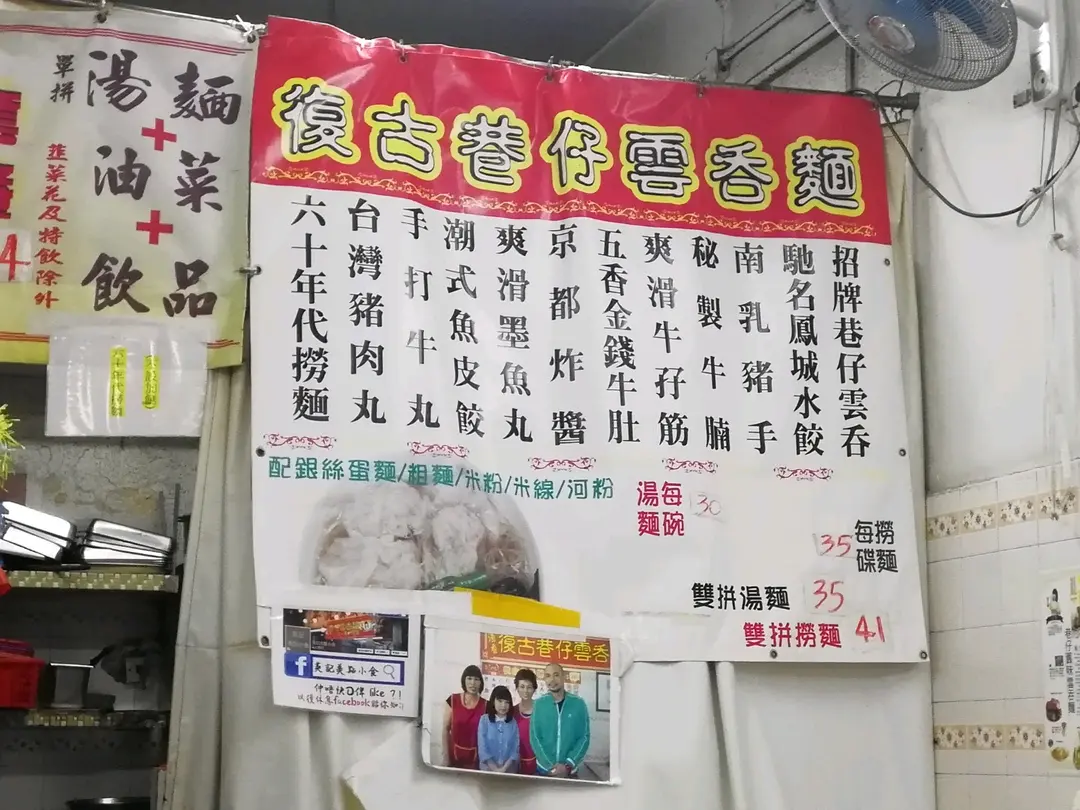 復古巷仔雲呑麵
招牌巷仔雲呑
馳名鳳城水餃
南乳豬手
秘製牛腩
爽滑牛孖筋
五香金錢牛肚
京都炸醬
爽滑墨魚丸
潮式魚皮餃
手打牛丸
台灣豬肉丸
六十年代撈麵
配銀絲蛋麵/粗麵/米粉/米線/河粉
湯麵
每碗
30
撈麵
每碟
35
雙拼湯麵 35
雙拼撈麵 41
單拼
湯麵
+
油菜
+
飲品
韮菜花及特飲除外
4
復古巷仔雲呑